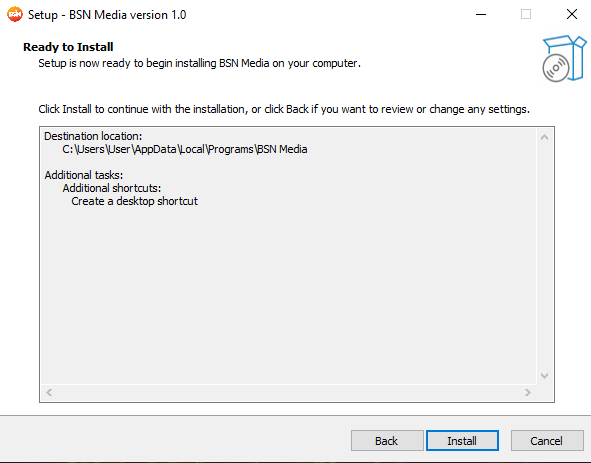 BSN
Setup - BSN Media version 1.0
Ready to Install
Setup is now ready to begin installing BSN Media on your computer.
Click Install to continue with the installation, or click Back if you want to review or change any settings.
Destination location:
C:\Users\User\AppData\Local\Programs\BSN Media
Additional tasks:
Additional shortcuts:
Create a desktop shortcut
Back
Install
Cancel